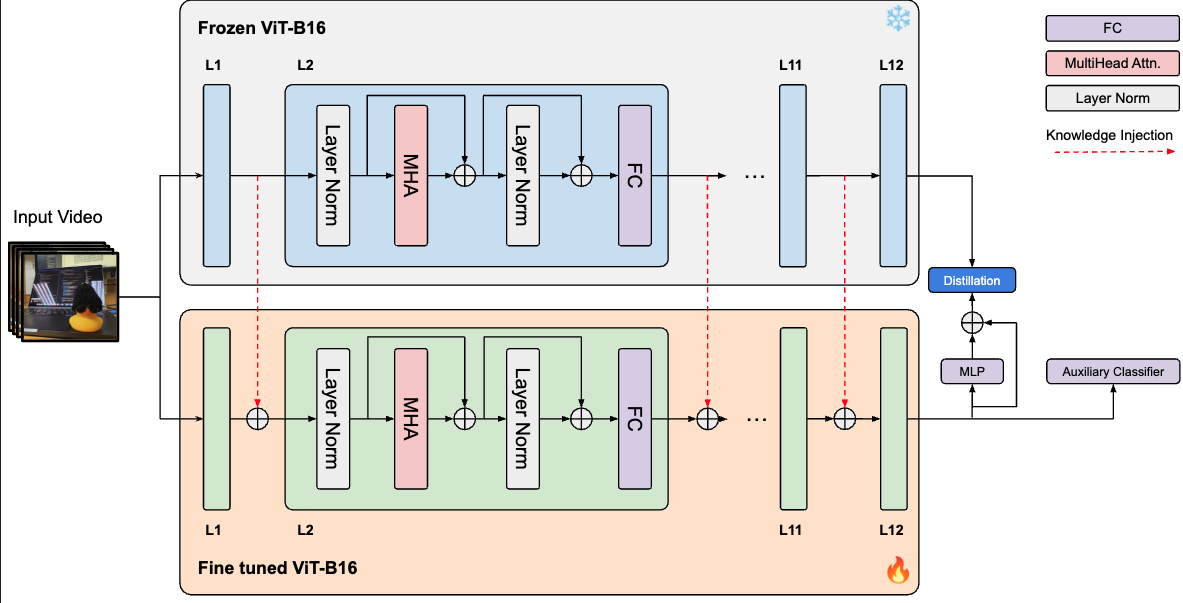 Frozen ViT-B16
L1
L2
L11
L12
Layer Norm
MHA
Layer Norm
FC
...
FC
MultiHead Attn.
Layer Norm
Knowledge Injection
Input Video
Distillation
MLP
Auxiliary Classifier
Layer Norm
MHA
Layer Norm
FC
...
L1
L2
L11
L12
Fine tuned ViT-B16